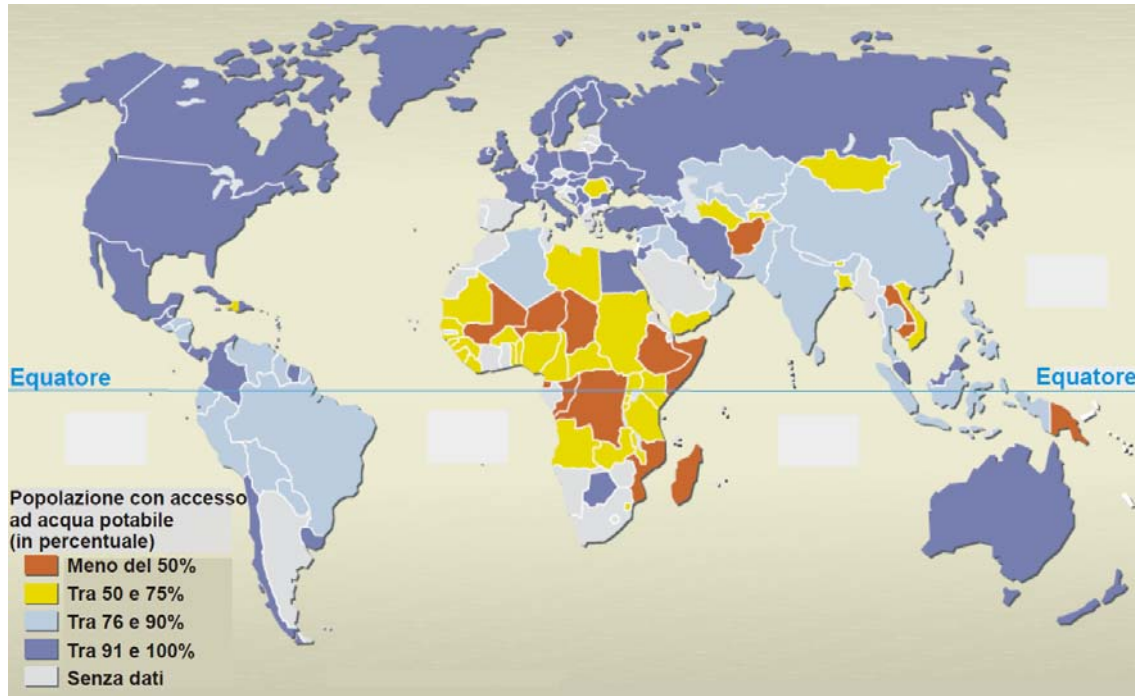 Equatore
Equatore
Popolazione con accesso
ad acqua potabile
(in percentuale)
Meno del 50%
Tra 50 e 75%
Tra 76 e 90%
Tra 91 e 100%
Senza dati